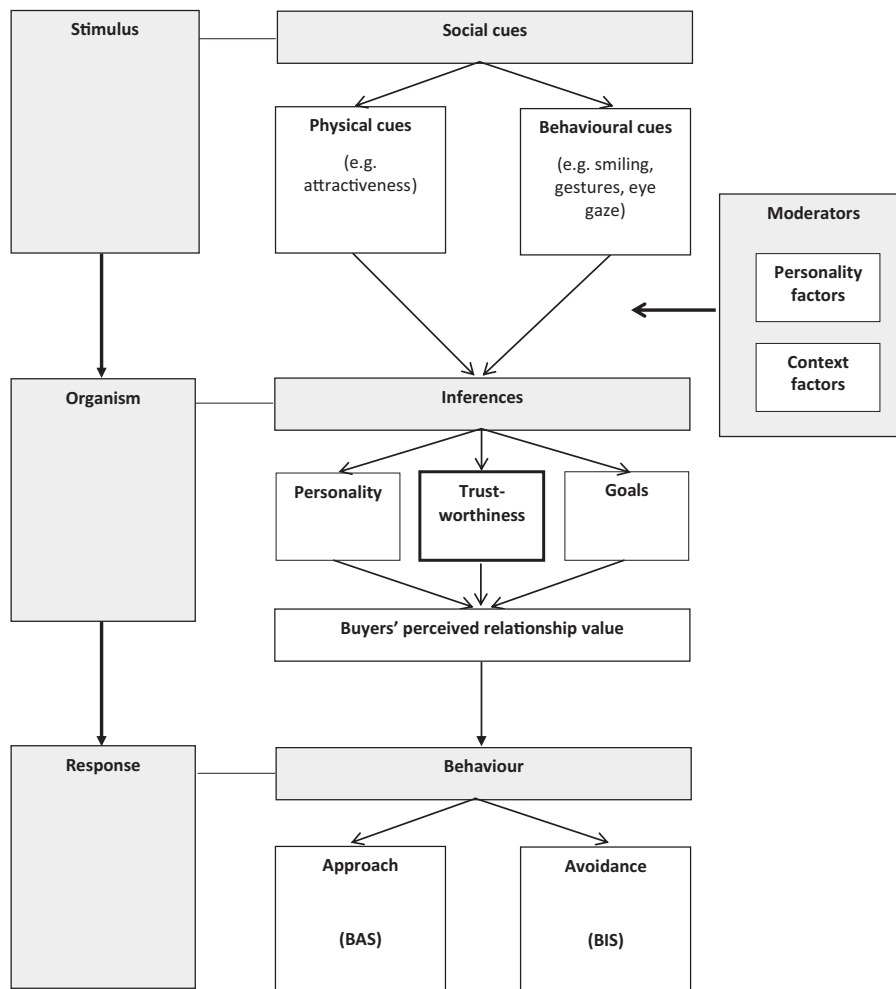 Stimulus
Social cues
Physical cues
(e.g.
attractiveness)
Behavioural cues
(e.g. smiling,
gestures, eye
gaze)
Moderators
Personality
factors
Context
factors
Organism
Inferences
Personality
Trust-
worthiness
Goals
Buyers’ perceived relationship value
Response
Behaviour
Approach
(BAS)
Avoidance
(BIS)